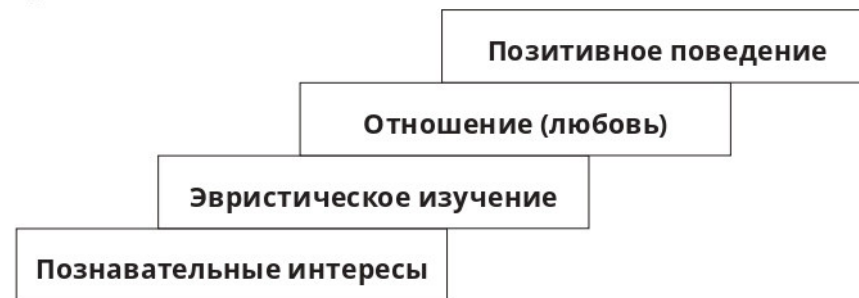 Позитивное поведение
Отношение (любовь)
Эвристическое изучение
Познавательные интересы